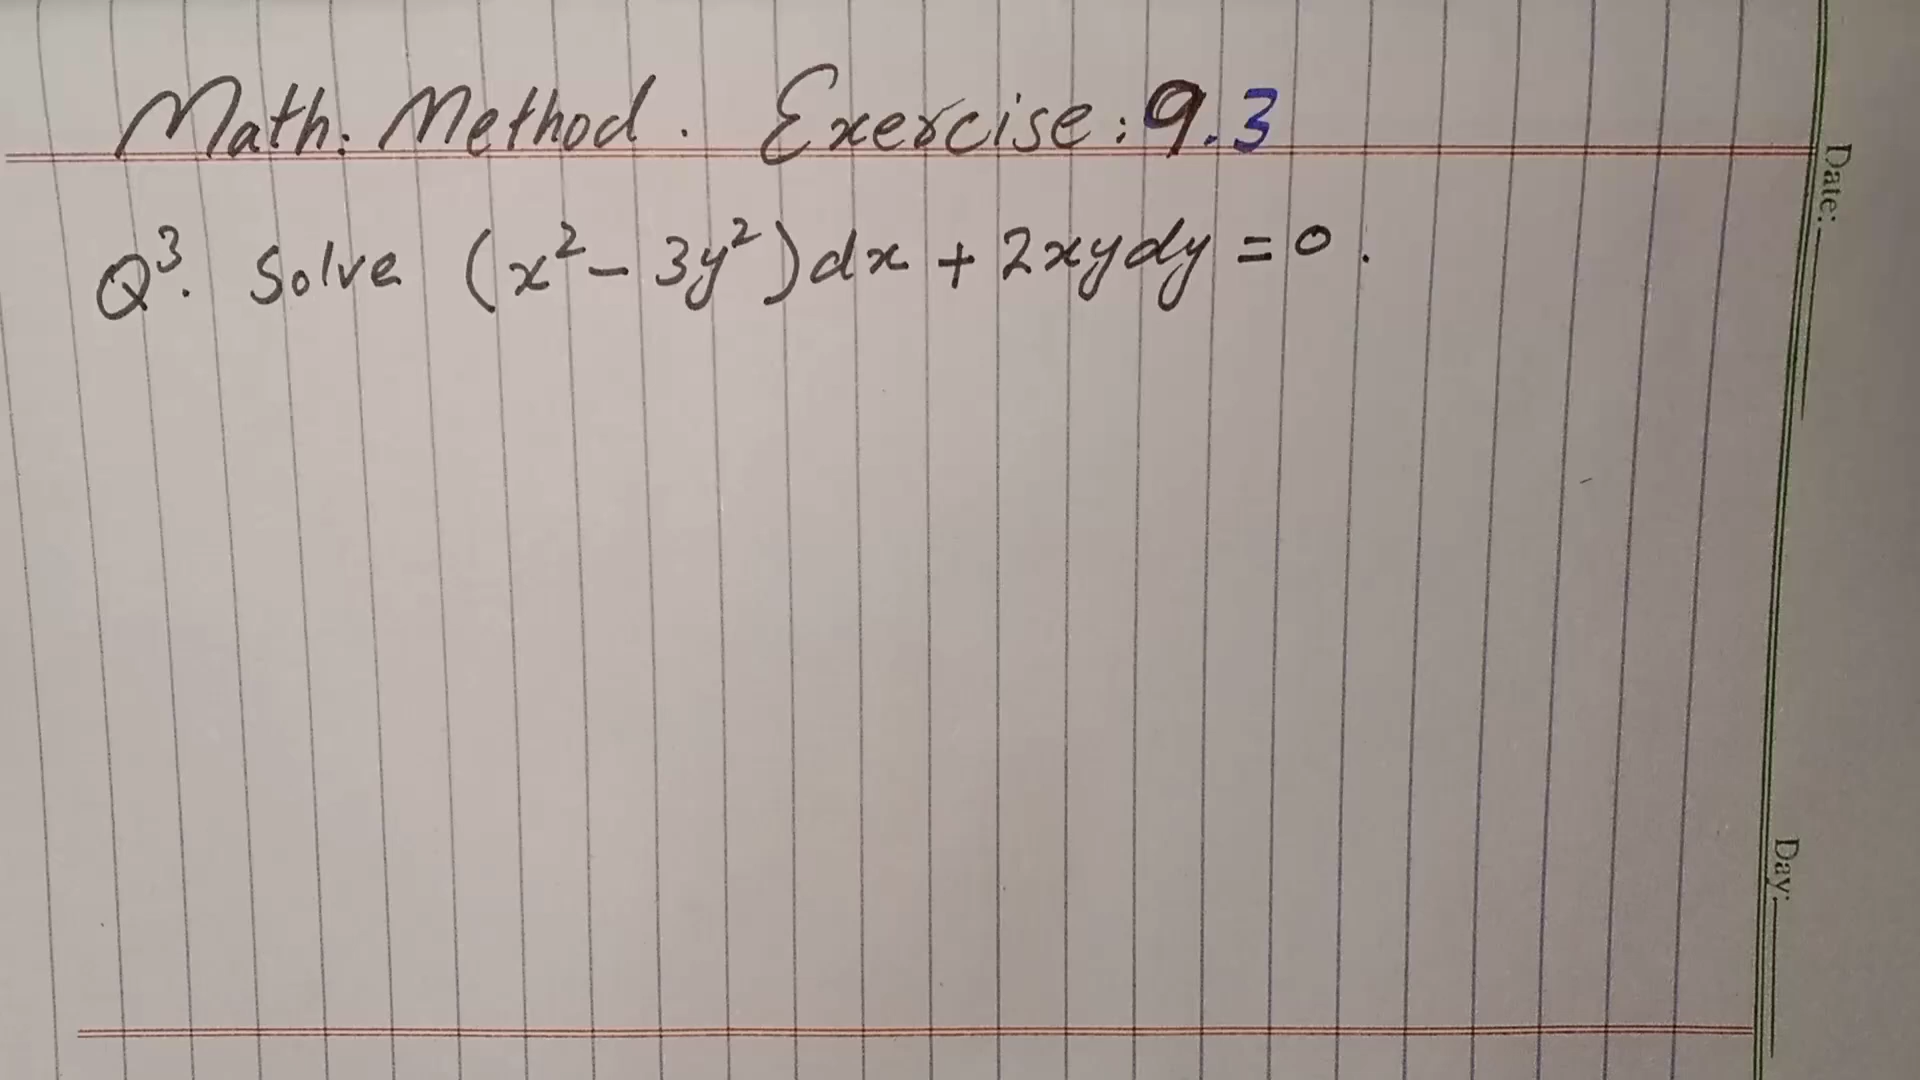 Math. Method. Exercise: 9.3
Q3. Solve (x² - 3y²)dx + 2xydy = 0.
Date:
Day: